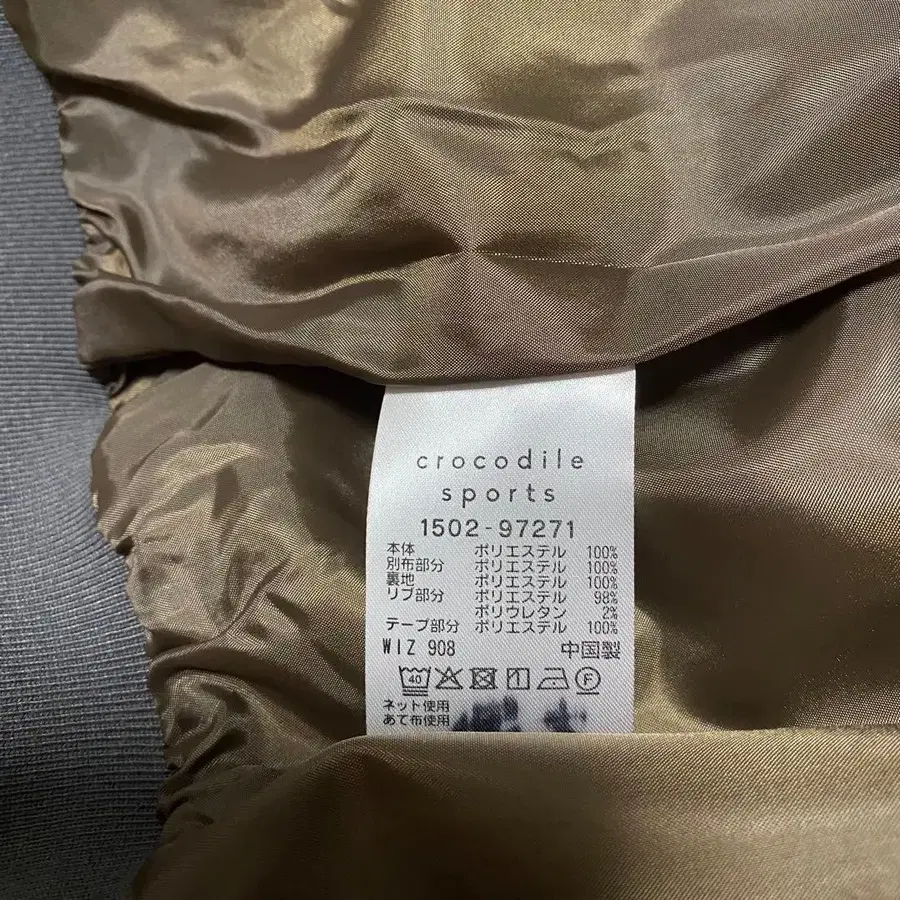 crocodile
sports
1502-97271
本体 ポリエステル 100%
別布部分 ポリエステル 100%
裏地 ポリエステル 100%
リブ部分 ポリエステル 98%
ポリウレタン 2%
テープ部分 ポリエステル 100%
WIZ 908 中国製
40 F
ネット使用
あて布使用